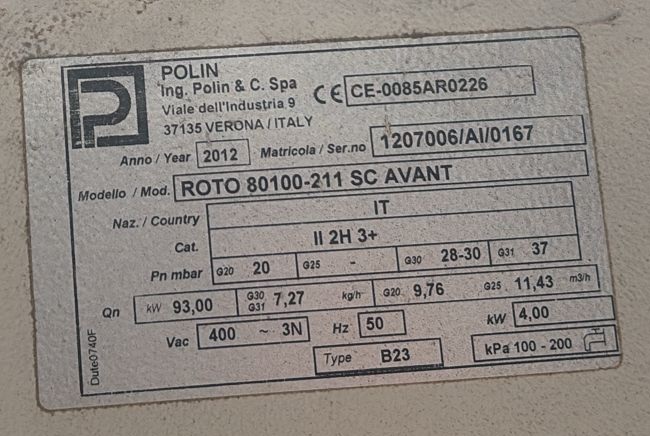 POLIN
Ing. Polin & C. Spa
Viale dell'Industria 9
37135 VERONA / ITALY
CE CE-0085AR0226
Anno / Year 2012 Matricola / Ser.no 1207006/AI/0167
Modello / Mod. ROTO 80100-211 SC AVANT
Naz. / Country IT
Cat. II 2H 3+
Pn mbar G20 20 G25 - G30 28-30 G31 37
Qn kW 93,00 G30 G31 7,27 kg/h G20 9,76 G25 11,43 m3/h
Vac 400 ~ 3N Hz 50 kW 4,00
Type B23 kPa 100 - 200
Dute0740F